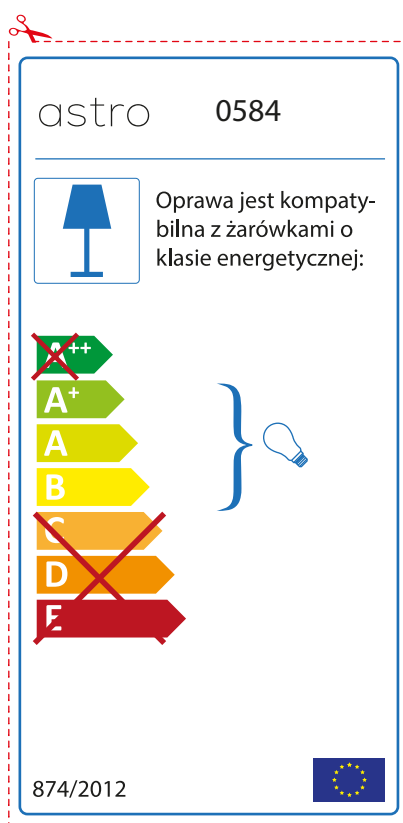 astro 0584
Oprawa jest kompaty-
bilna z żarówkami o
klasie energetycznej:
A++
A+
A
B
C
D
E
874/2012